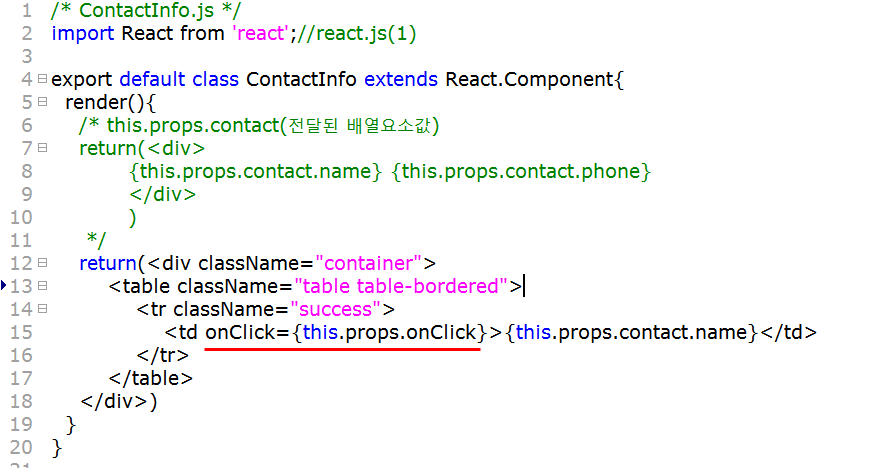 1 /* ContactInfo.js */
2 import React from 'react';//react.js(1)
3
4 export default class ContactInfo extends React.Component{
5 render(){
6 /* this.props.contact(전달된 배열요소값)
7 return(<div>
8 {this.props.contact.name} {this.props.contact.phone}
9 </div>
10 )
11 */
12 return(<div className="container">
13 <table className="table table-bordered">
14 <tr className="success">
15 <td onClick={this.props.onClick}>{this.props.contact.name}</td>
16 </tr>
17 </table>
18 </div>)
19 }
20 }